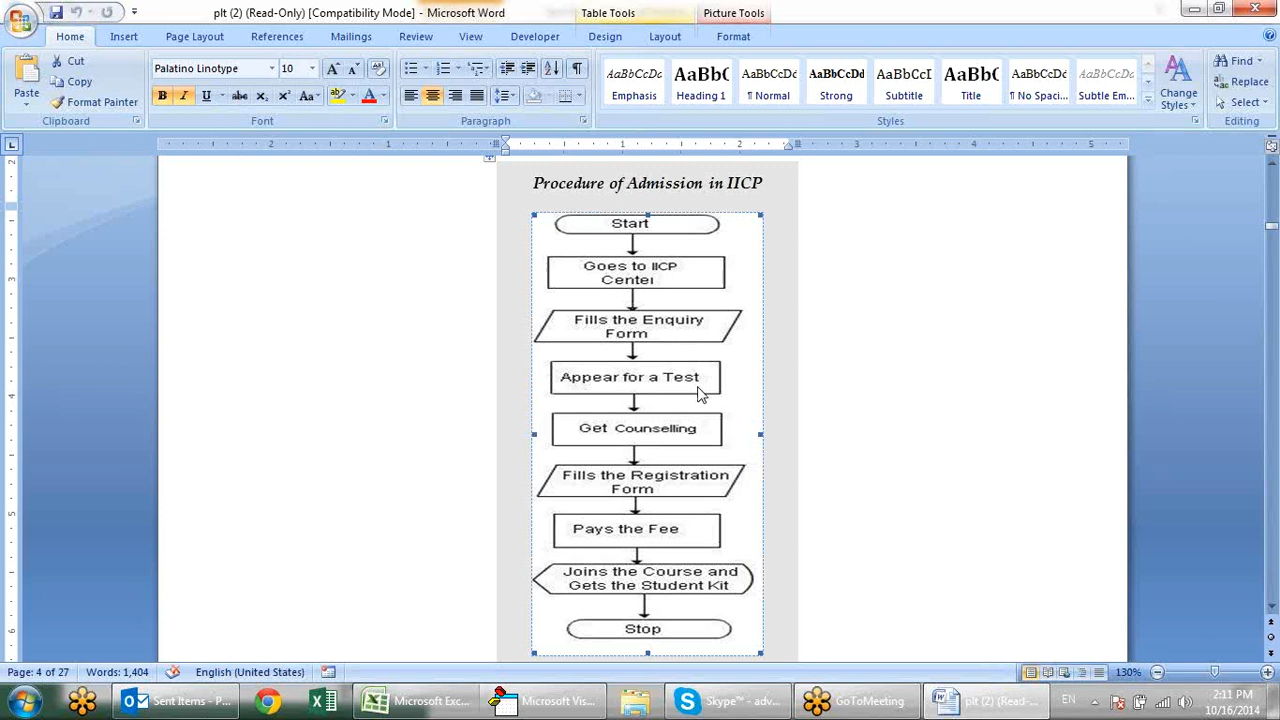 plt (2) (Read-Only) [Compatibility Mode] - Microsoft Word
Table Tools
Picture Tools
Home
Insert
Page Layout
References
Mailings
Review
View
Developer
Design
Layout
Format
Paste
Cut
Copy
Format Painter
Clipboard
Palatino Linotype
10
Font
Paragraph
AaBbCcDc
Emphasis
AaBbCc
Heading 1
AaBbCcDc
¶ Normal
AaBbCcDd
Strong
AaBbCcI
Subtitle
AaBbC
Title
AaBbCcDc
¶ No Spaci...
AaBbCcDc
Subtle Em...
Change
Styles
Styles
Find
Replace
Select
Editing
Procedure of Admission in IICP
Start
Goes to IICP
Center
Fills the Enquiry
Form
Appear for a Test
Get Counselling
Fills the Registration
Form
Pays the Fee
Joins the Course and
Gets the Student Kit
Stop
Page: 4 of 27
Words: 1,404
English (United States)
130%
Sent Items - P...
Microsoft Exc...
Microsoft Vis...
Skype™ - adv...
GoToMeeting
plt (2) (Read-...
EN
2:11 PM
10/16/2014